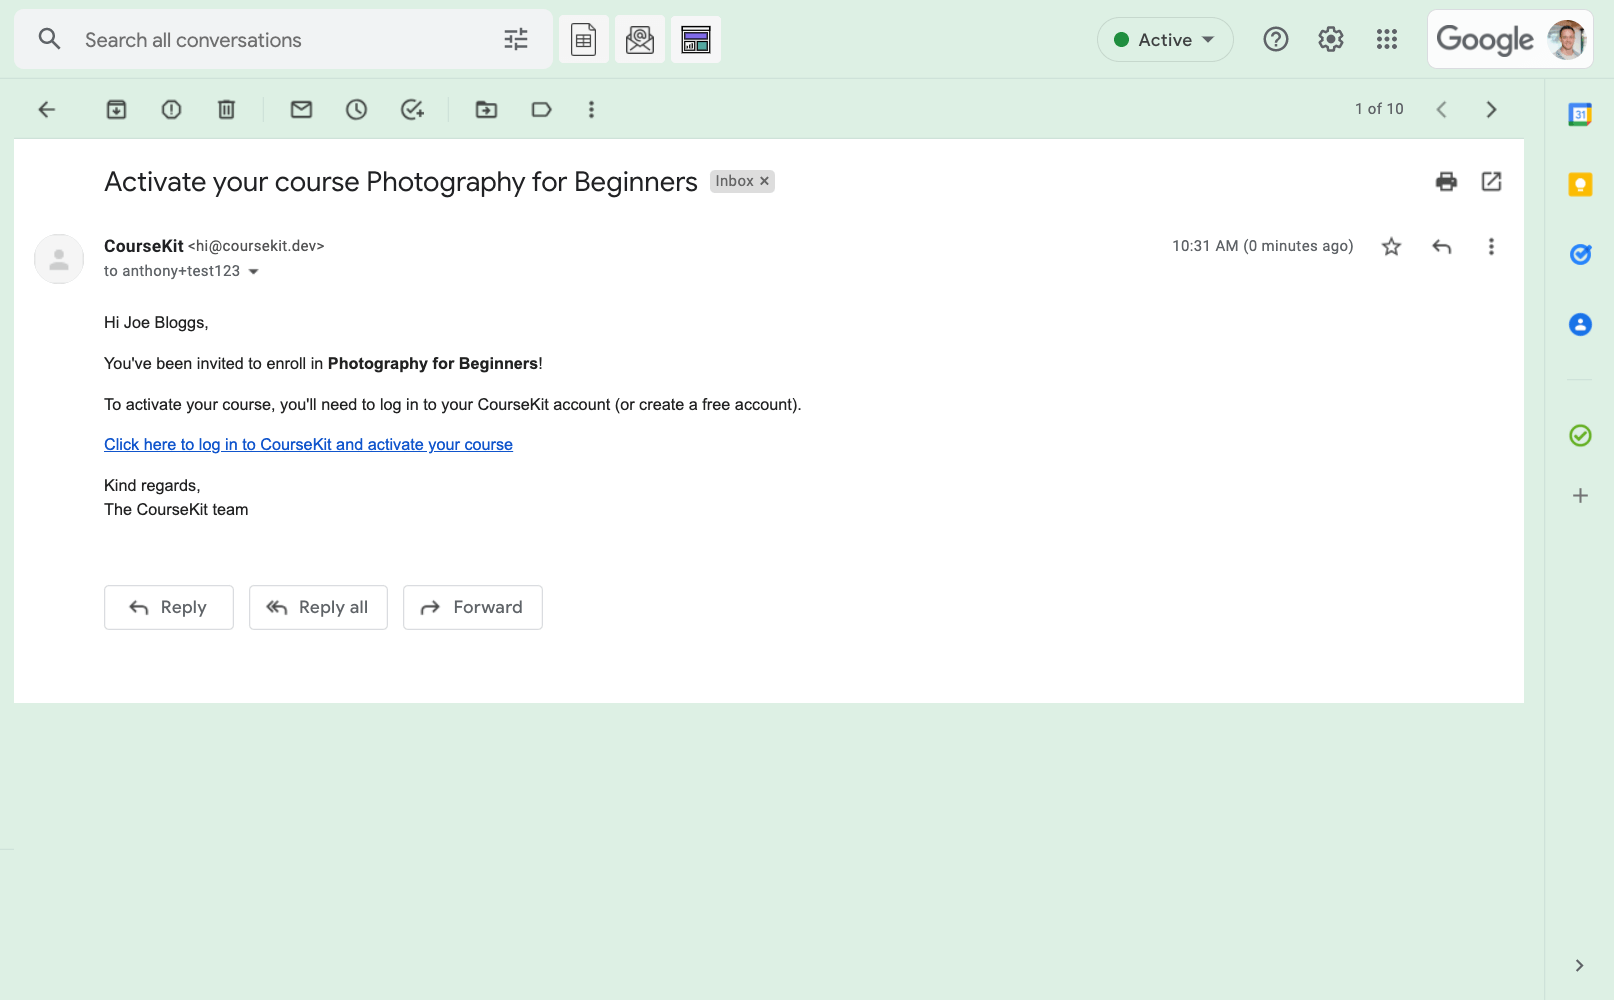 Search all conversations
Active
Google
1 of 10
31
Activate your course Photography for Beginners Inbox ×
CourseKit <hi@coursekit.dev> 10:31 AM (0 minutes ago)
to anthony+test123
Hi Joe Bloggs,
You've been invited to enroll in Photography for Beginners!
To activate your course, you'll need to log in to your CourseKit account (or create a free account).
Click here to log in to CourseKit and activate your course
Kind regards,
The CourseKit team
Reply Reply all Forward